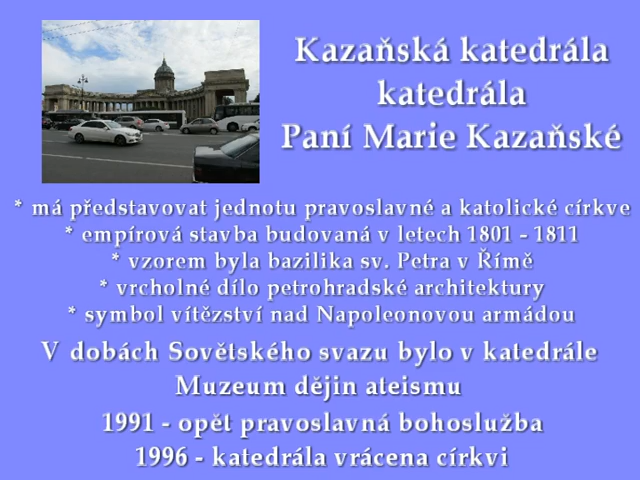 Kazaňská katedrála
katedrála
Paní Marie Kazaňské
* má představovat jednotu pravoslavné a katolické církve
* empírová stavba budovaná v letech 1801 - 1811
* vzorem byla bazilika sv. Petra v Římě
* vrcholné dílo petrohradské architektury
* symbol vítězství nad Napoleonovou armádou
V dobách Sovětského svazu bylo v katedrále
Muzeum dějin ateismu
1991 - opět pravoslavná bohoslužba
1996 - katedrála vrácena církvi